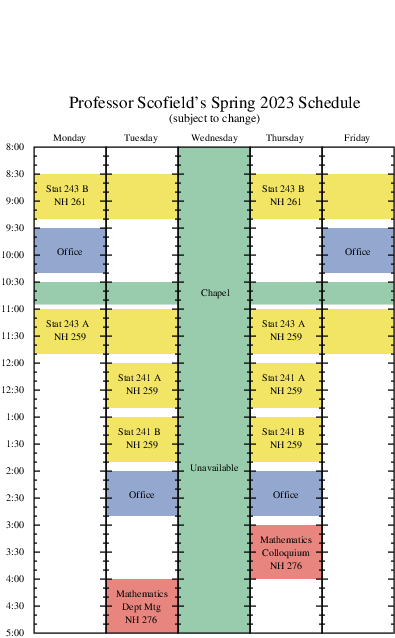 Professor Scofield's Spring 2023 Schedule
(subject to change)
Monday Tuesday Wednesday Thursday Friday
8:00
8:30
Stat 243 B Stat 243 B
9:00 NH 261 NH 261
9:30
10:00 Office Office
10:30
Chapel
11:00
Stat 243 A Stat 243 A
11:30 NH 259 NH 259
12:00
Stat 241 A Stat 241 A
12:30 NH 259 NH 259
1:00
Stat 241 B Stat 241 B
1:30 NH 259 NH 259
2:00 Unavailable
2:30 Office Office
3:00
Mathematics
3:30 Colloquium
NH 276
4:00
Mathematics
4:30 Dept Mtg
NH 276
5:00